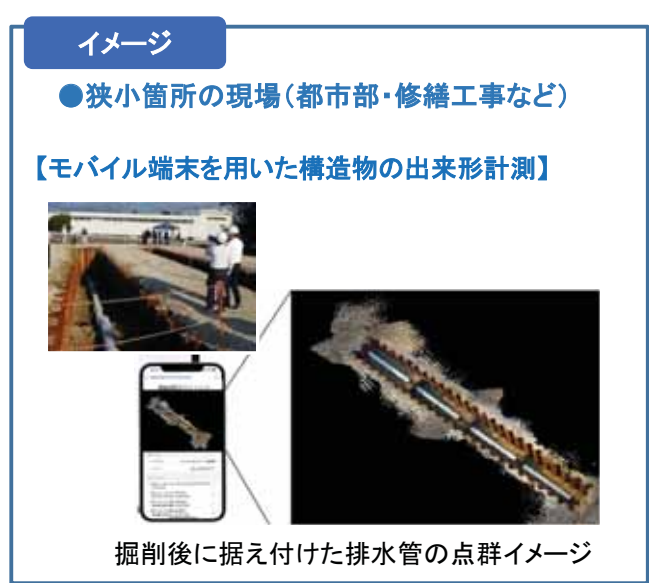 イメージ
●狭小箇所の現場(都市部・修繕工事など)
【モバイル端末を用いた構造物の出来形計測】
掘削後に据え付けた排水管の点群イメージ